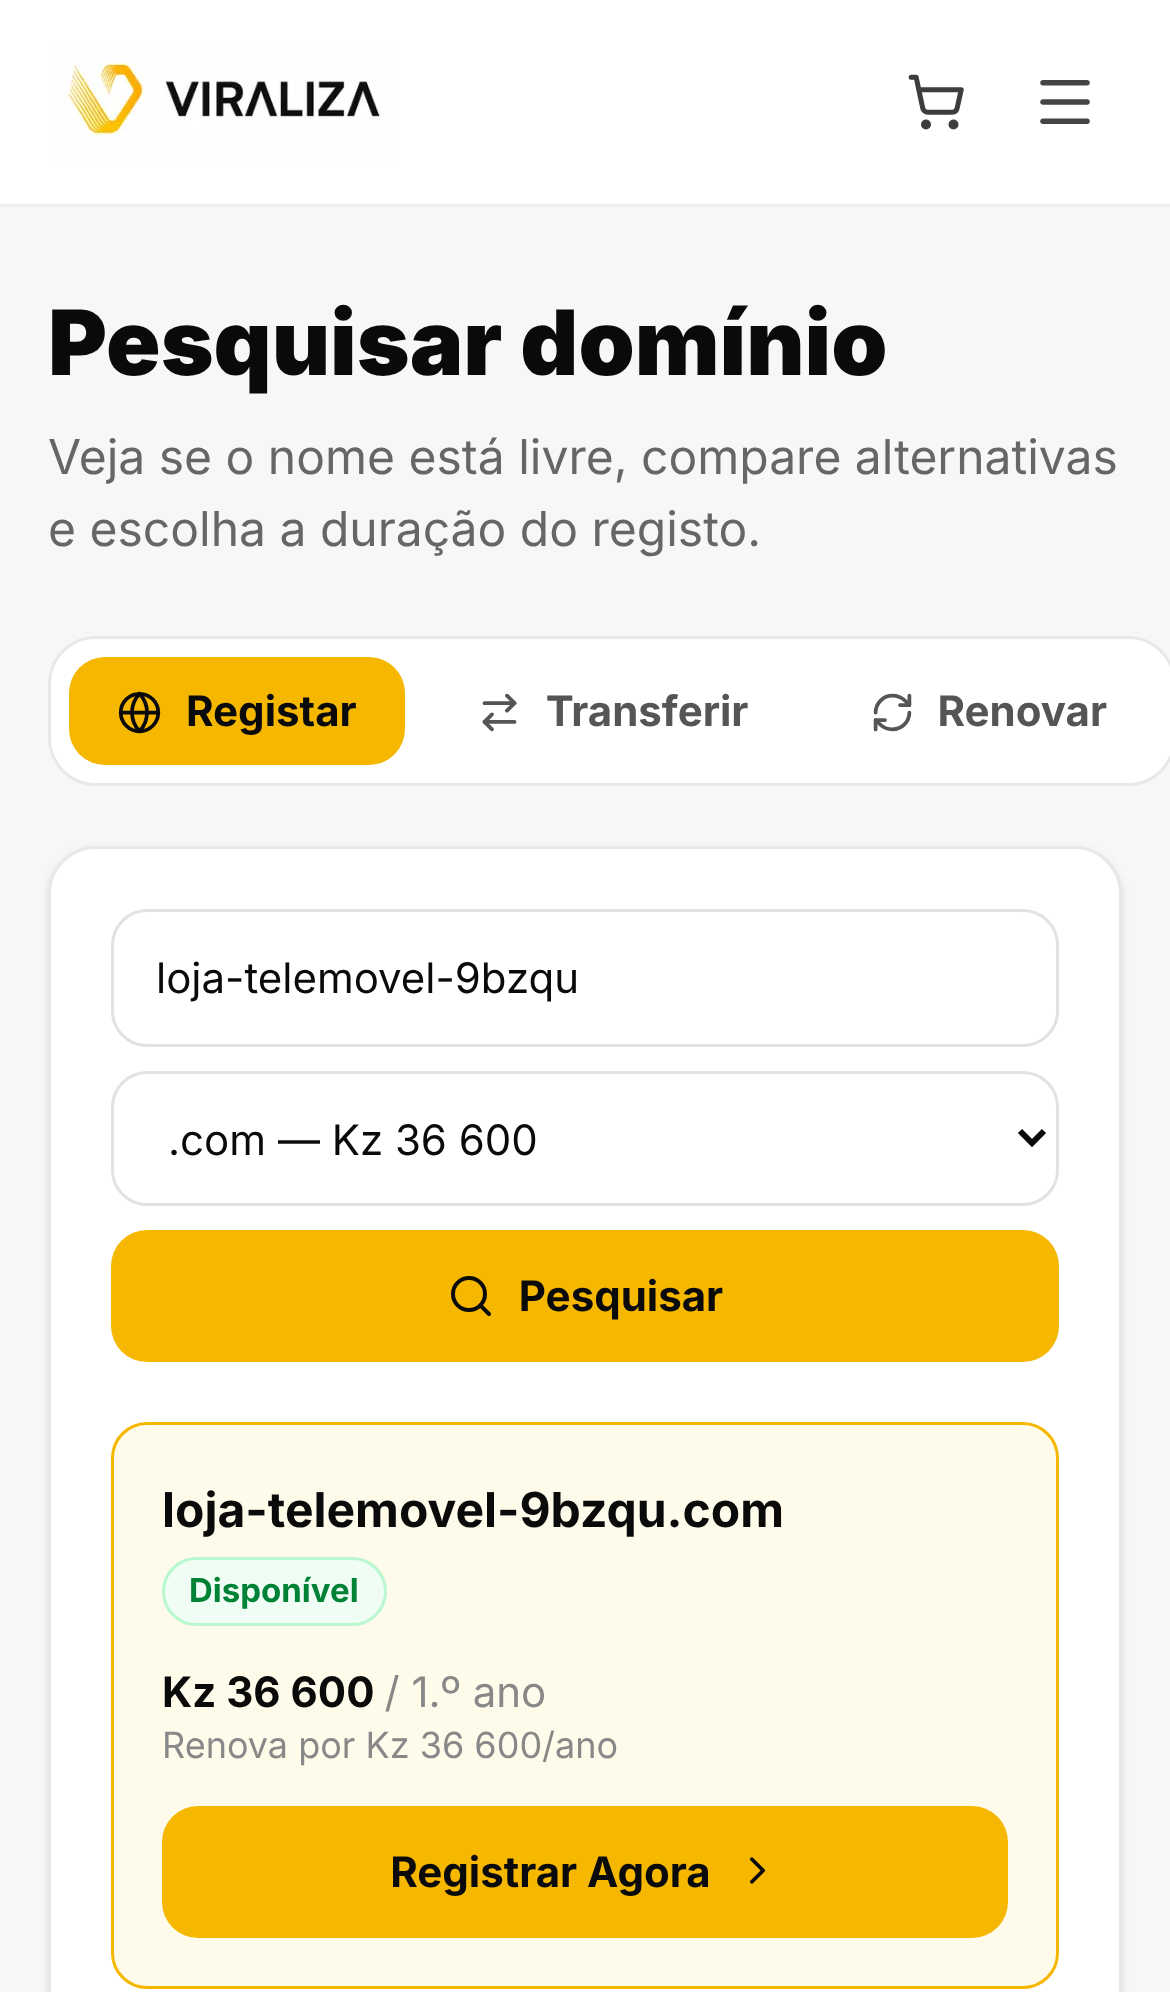 VIRALIZA
Pesquisar domínio
Veja se o nome está livre, compare alternativas
e escolha a duração do registo.
Registar
Transferir
Renovar
loja-telemovel-9bzqu
.com — Kz 36 600
Pesquisar
loja-telemovel-9bzqu.com
Disponível
Kz 36 600 / 1.º ano
Renova por Kz 36 600/ano
Registrar Agora